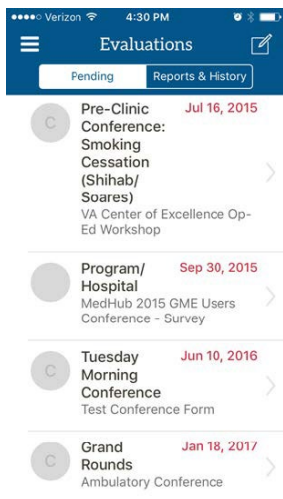 Verizon 4:30 PM
Evaluations
Pending Reports & History
C Pre-Clinic Jul 16, 2015
Conference:
Smoking
Cessation
(Shihab/
Soares)
VA Center of Excellence Op-
Ed Workshop
Program/ Sep 30, 2015
Hospital
MedHub 2015 GME Users
Conference - Survey
C Tuesday Jun 10, 2016
Morning
Conference
Test Conference Form
C Grand Jan 18, 2017
Rounds
Ambulatory Conference